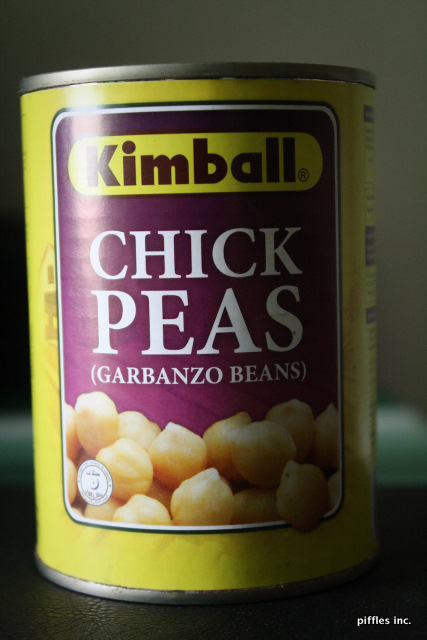 Kimball®
CHICK
PEAS
(GARBANZO BEANS)
piffles inc.